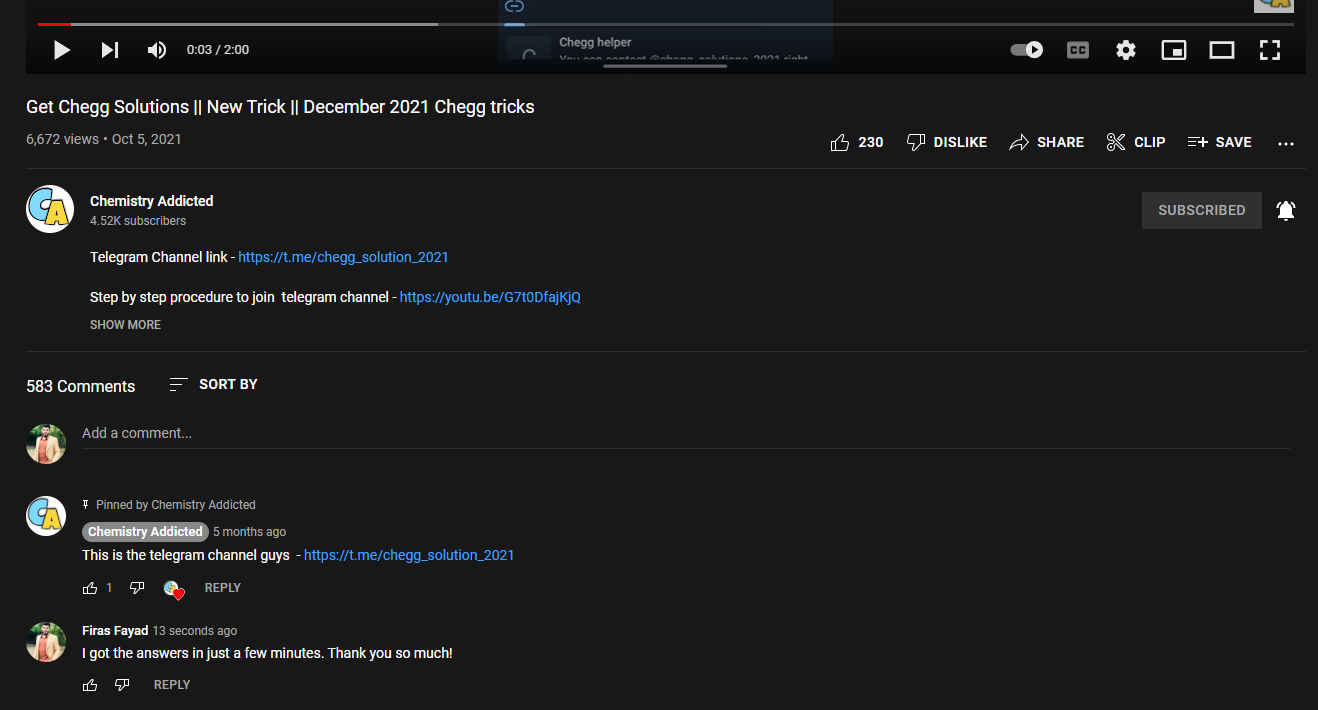 Chegg helper
You can contact @chegg_solutions_2021 right
0:03 / 2:00
CC
Get Chegg Solutions || New Trick || December 2021 Chegg tricks
6,672 views • Oct 5, 2021
230 DISLIKE SHARE CLIP SAVE ...
CA
Chemistry Addicted
4.52K subscribers
SUBSCRIBED
Telegram Channel link - https://t.me/chegg_solution_2021
Step by step procedure to join  telegram channel - https://youtu.be/G7t0DfajKjQ
SHOW MORE
583 Comments SORT BY
Add a comment...
CA
Pinned by Chemistry Addicted
Chemistry Addicted 5 months ago
This is the telegram channel guys  - https://t.me/chegg_solution_2021
1 REPLY
Firas Fayad 13 seconds ago
I got the answers in just a few minutes. Thank you so much!
REPLY